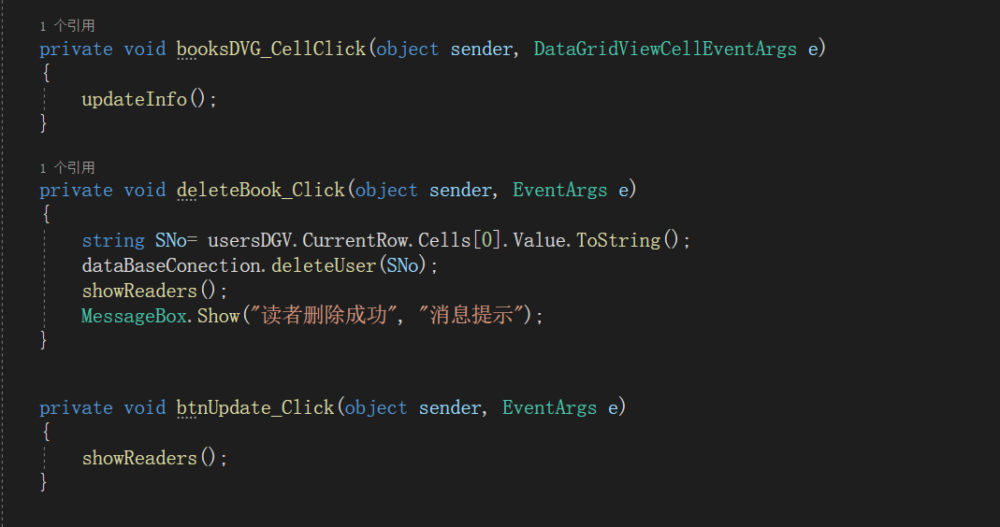 1 个引用
private void booksDVG_CellClick(object sender, DataGridViewCellEventArgs e)
{
updateInfo();
}
1 个引用
private void deleteBook_Click(object sender, EventArgs e)
{
string SNo= usersDGV.CurrentRow.Cells[0].Value.ToString();
dataBaseConection.deleteUser(SNo);
showReaders();
MessageBox.Show("读者删除成功", "消息提示");
}
private void btnUpdate_Click(object sender, EventArgs e)
{
showReaders();
}